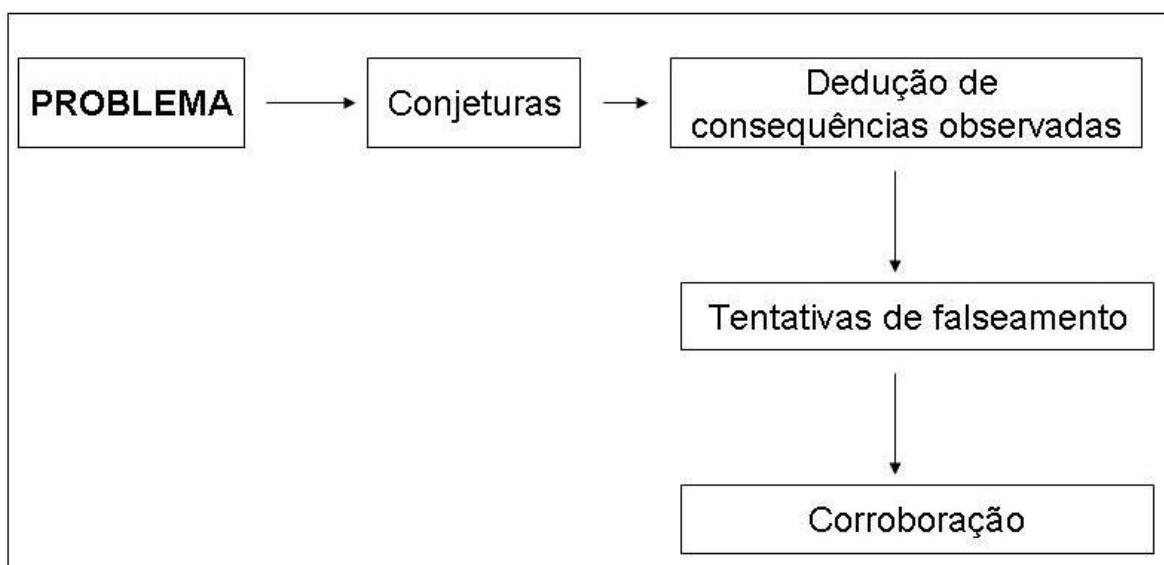 PROBLEMA
Conjeturas
Dedução de
consequências observadas
Tentativas de falseamento
Corroboração